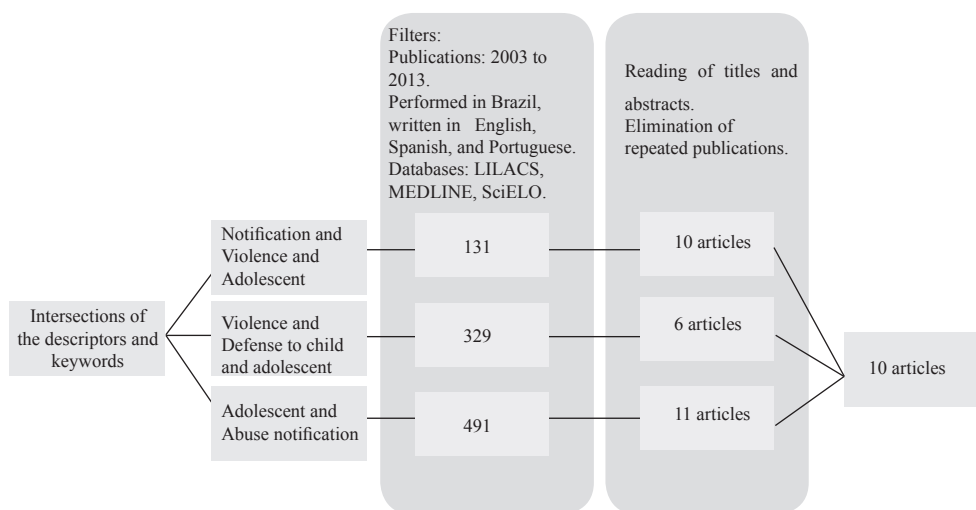 Filters:
Publications: 2003 to
2013.
Performed in Brazil,
written in English,
Spanish, and Portuguese.
Databases: LILACS,
MEDLINE, SciELO.
Reading of titles and
abstracts.
Elimination of
repeated publications.
Intersections of
the descriptors and
keywords
Notification and
Violence and
Adolescent
131
10 articles
Violence and
Defense to child
and adolescent
329
6 articles
Adolescent and
Abuse notification
491
11 articles
10 articles